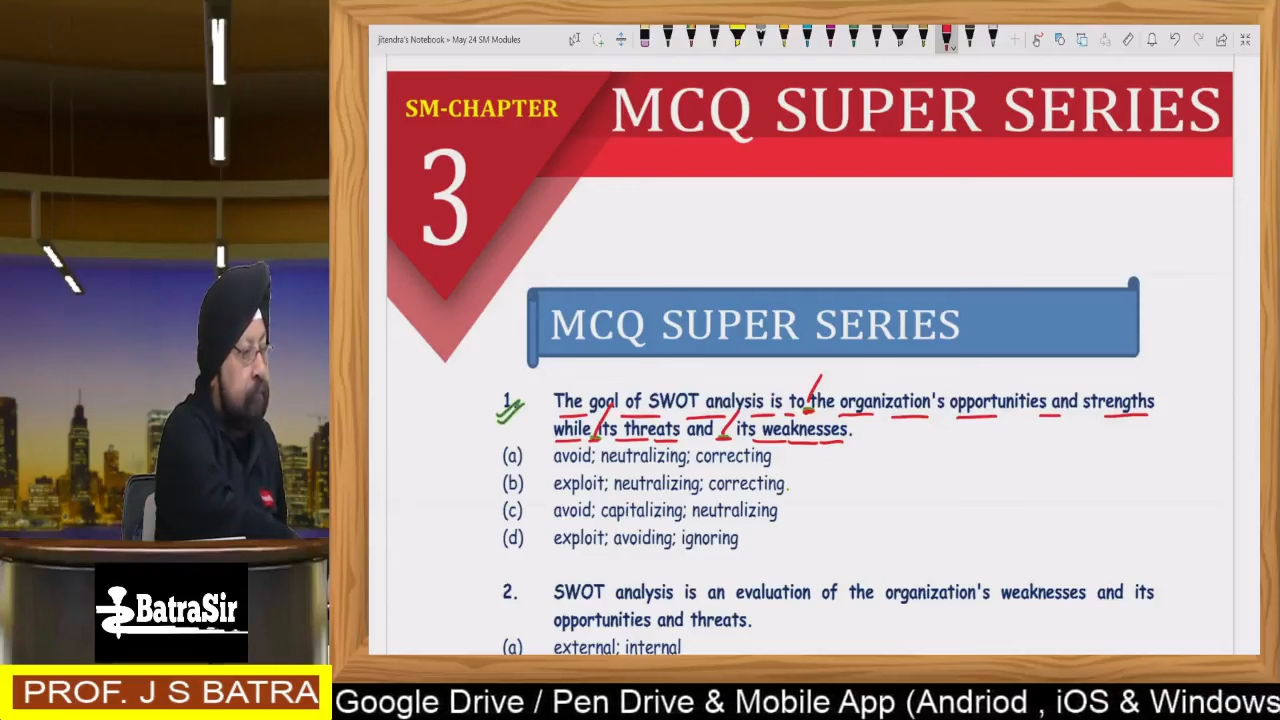 jitendra's Notebook » May 24 SM Modules
SM-CHAPTER
3
MCQ SUPER SERIES
MCQ SUPER SERIES
1. The goal of SWOT analysis is to the organization's opportunities and strengths
while its threats and its weaknesses.
(a) avoid; neutralizing; correcting
(b) exploit; neutralizing; correcting.
(c) avoid; capitalizing; neutralizing
(d) exploit; avoiding; ignoring
2. SWOT analysis is an evaluation of the organization's weaknesses and its
opportunities and threats.
(a) external; internal
BatraSir
PROF. J S BATRA
Google Drive / Pen Drive & Mobile App (Andriod , iOS & Windows